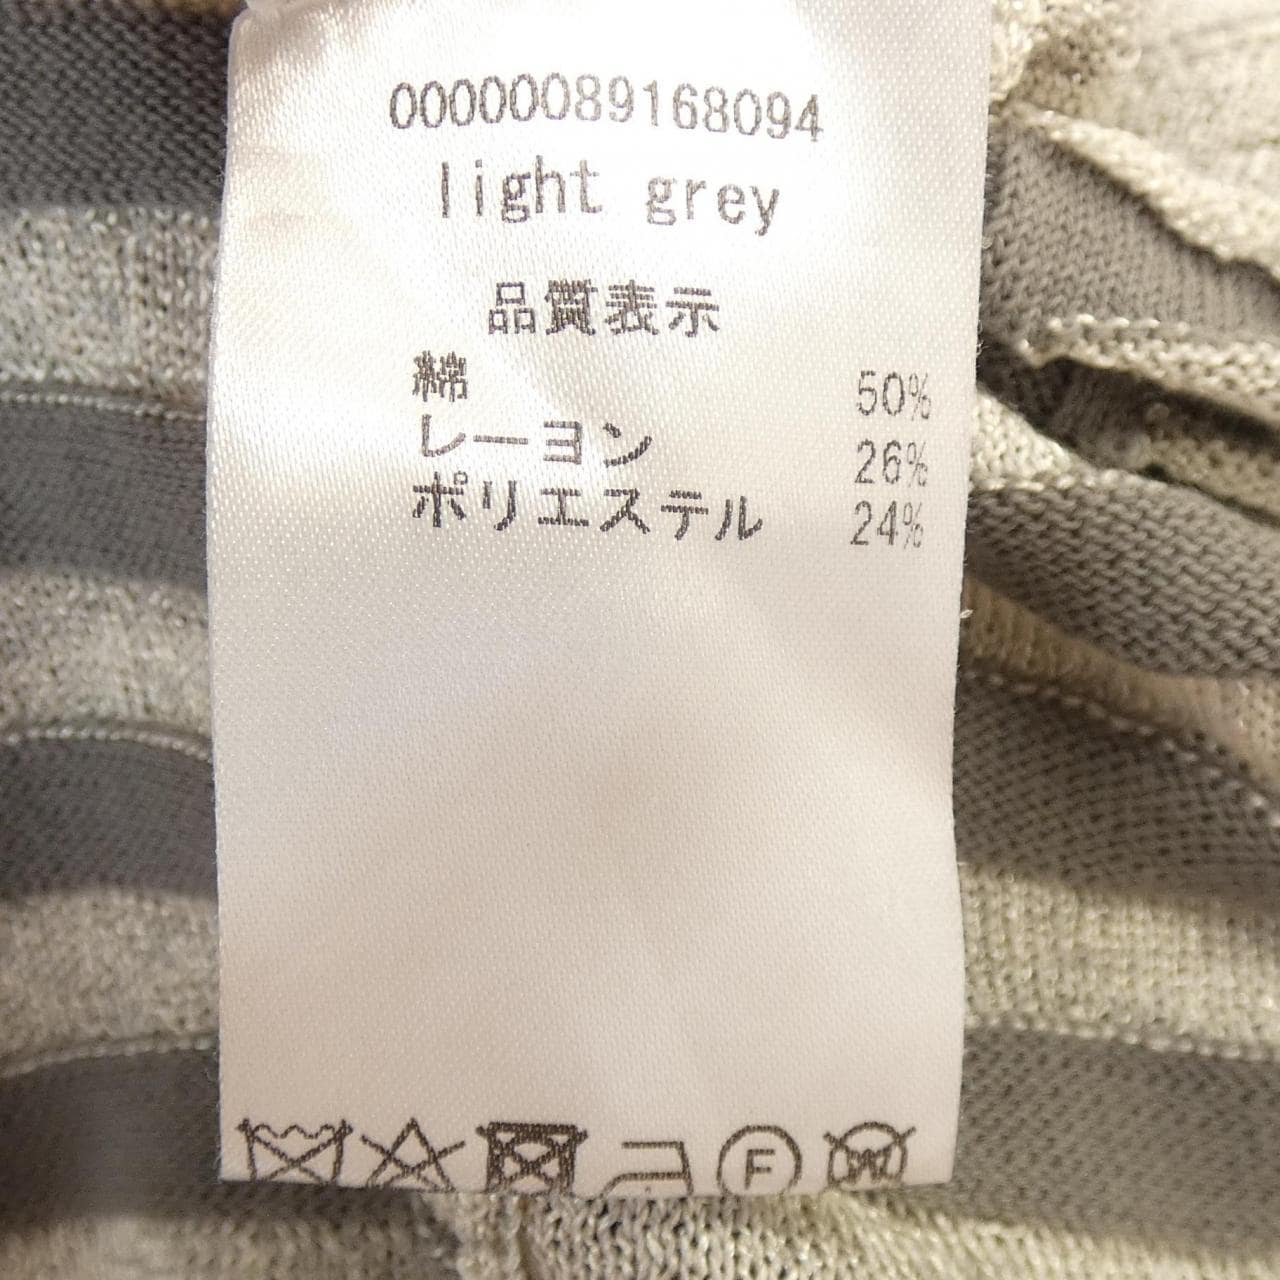 00000089168094
light grey
品質表示
綿 50%
レーヨン 26%
ポリエステル 24%
F W